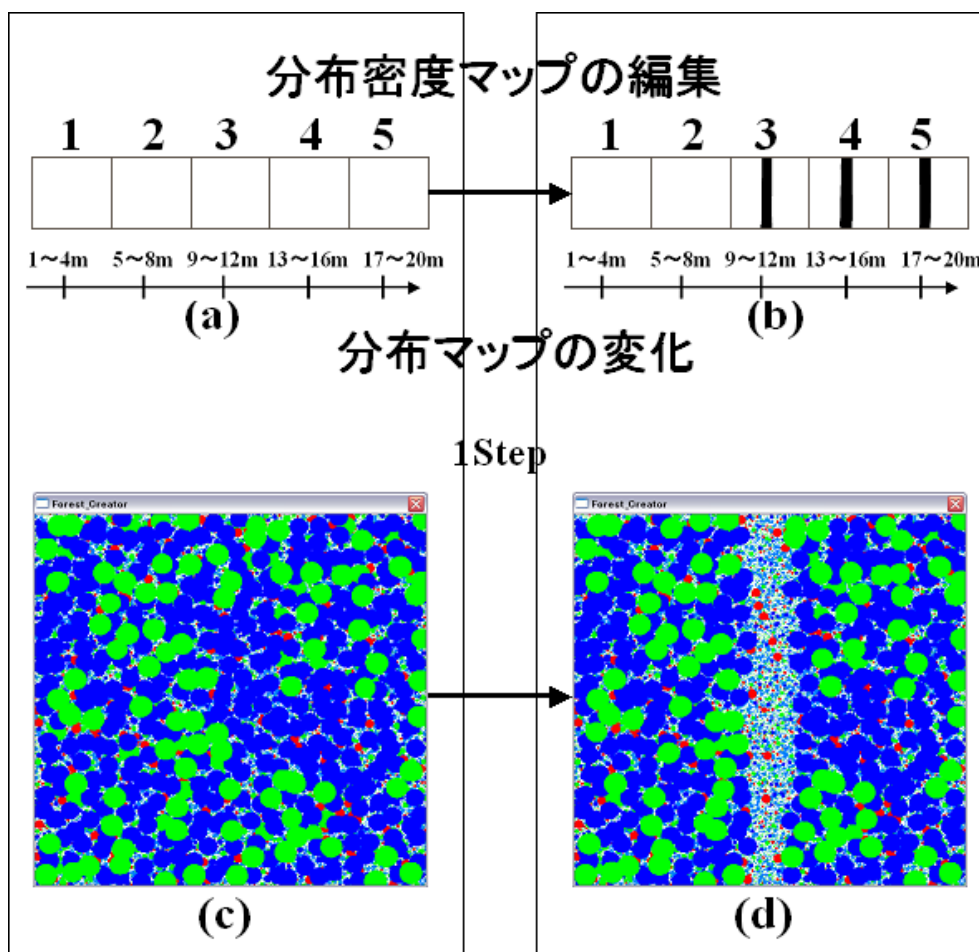 分布密度マップの編集
1 2 3 4 5
1～4m 5～8m 9～12m 13～16m 17～20m
(a)
1 2 3 4 5
1～4m 5～8m 9～12m 13～16m 17～20m
(b)
分布マップの変化
1Step
Forest_Creator
(c)
Forest_Creator
(d)